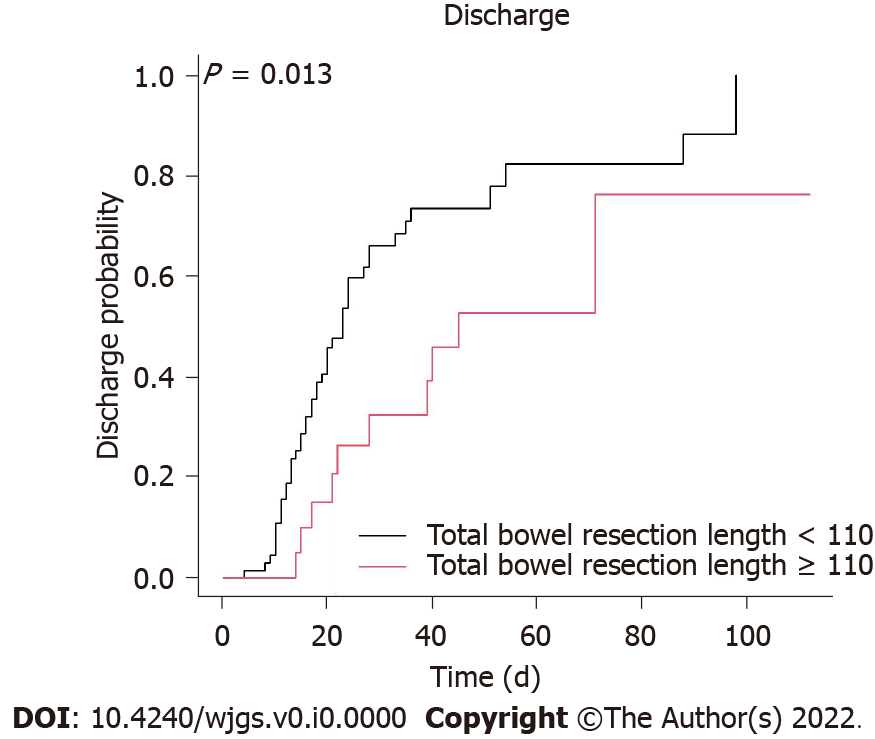 Discharge
P = 0.013
Discharge probability
1.0
0.8
0.6
0.4
0.2
0.0
Total bowel resection length < 110
Total bowel resection length ≥ 110
0 20 40 60 80 100
Time (d)
DOI: 10.4240/wjgs.v0.i0.0000 Copyright ©The Author(s) 2022.